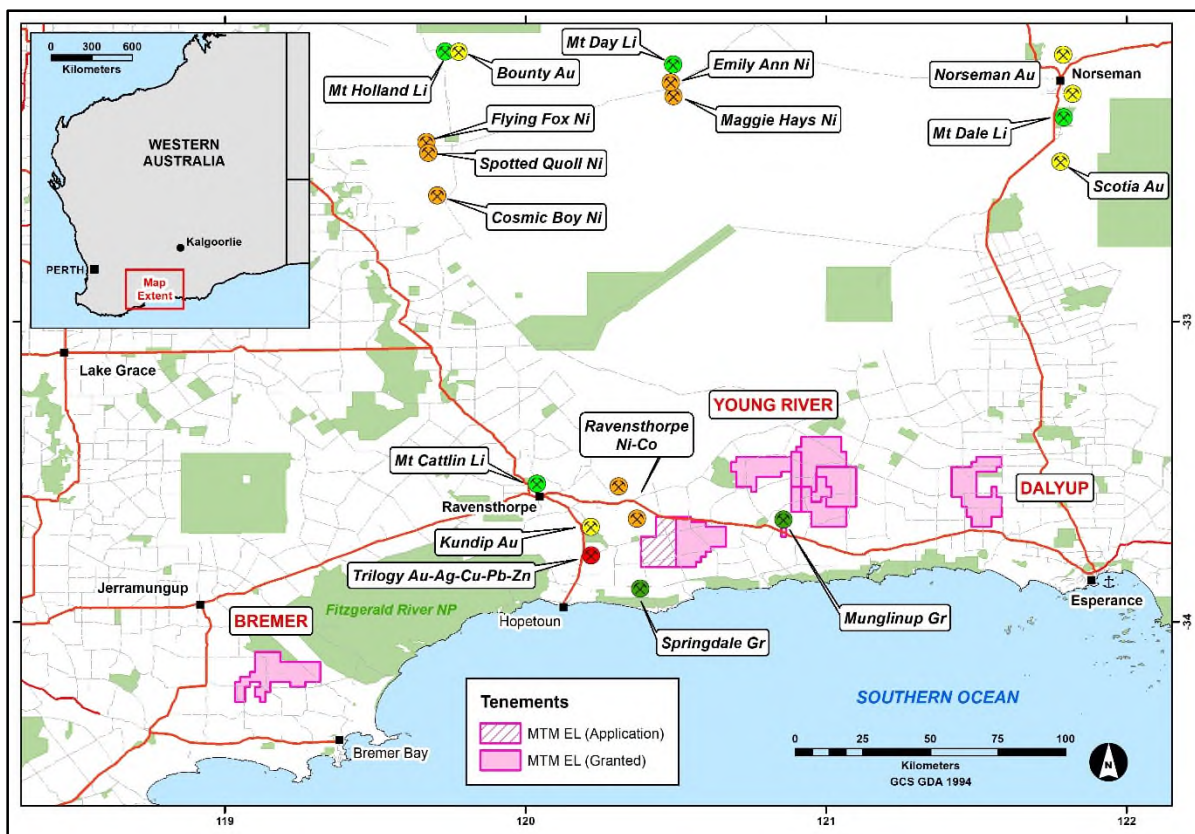 0 300 600
Kilometers
WESTERN
AUSTRALIA
Kalgoorlie
PERTH
Map
Extent
Mt Holland Li
Bounty Au
Mt Day Li
Emily Ann Ni
Maggie Hays Ni
Flying Fox Ni
Spotted Quoll Ni
Cosmic Boy Ni
Norseman Au
Norseman
Mt Dale Li
Scotia Au
-33
Lake Grace
YOUNG RIVER
Ravensthorpe
Ni-Co
Mt Cattlin Li
Ravensthorpe
DALYUP
Kundip Au
Trilogy Au-Ag-Cu-Pb-Zn
Jerramungup
Fitzgerald River NP
Hopetoun
Esperance
BREMER
Springdale Gr
Munglinup Gr
-34
Bremer Bay
Tenements
MTM EL (Application)
MTM EL (Granted)
SOUTHERN OCEAN
0 25 50 75 100
Kilometers
GCS GDA 1994
N
119 120 121 122